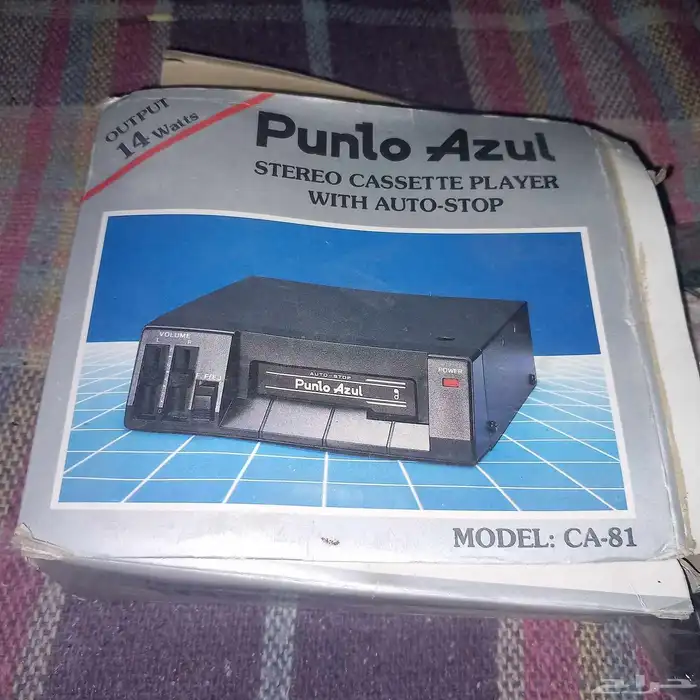 OUTPUT
14 Watts
Punto Azul
STEREO CASSETTE PLAYER
WITH AUTO-STOP
VOLUME
L R
AUTO-STOP
Punto Azul
POWER
MODEL: CA-81
حراج